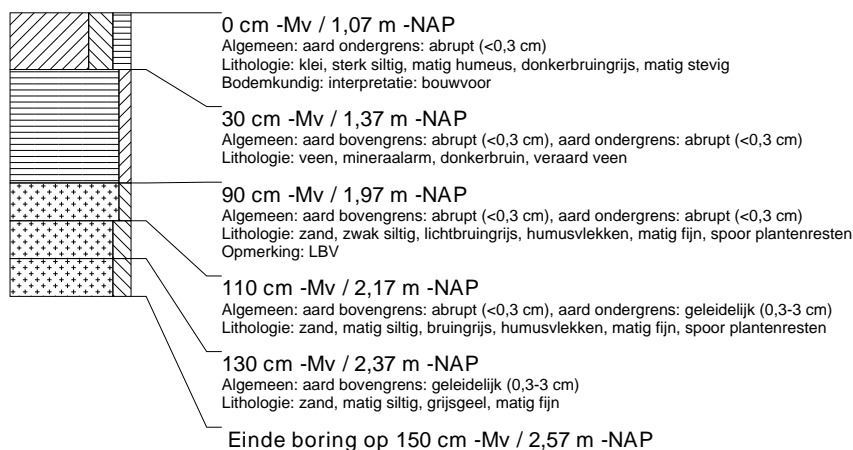 0 cm -Mv / 1,07 m -NAP
Algemeen: aard ondergrens: abrupt (<0,3 cm)
Lithologie: klei, sterk siltig, matig humeus, donkerbruingrijs, matig stevig
Bodemkundig: interpretatie: bouwvoor
30 cm -Mv / 1,37 m -NAP
Algemeen: aard bovengrens: abrupt (<0,3 cm), aard ondergrens: abrupt (<0,3 cm)
Lithologie: veen, mineraalarm, donkerbruin, veraard veen
90 cm -Mv / 1,97 m -NAP
Algemeen: aard bovengrens: abrupt (<0,3 cm), aard ondergrens: abrupt (<0,3 cm)
Lithologie: zand, zwak siltig, lichtbruingrijs, humusvlekken, matig fijn, spoor plantenresten
Opmerking: LBV
110 cm -Mv / 2,17 m -NAP
Algemeen: aard bovengrens: abrupt (<0,3 cm), aard ondergrens: geleidelijk (0,3-3 cm)
Lithologie: zand, matig siltig, bruingrijs, humusvlekken, matig fijn, spoor plantenresten
130 cm -Mv / 2,37 m -NAP
Algemeen: aard bovengrens: geleidelijk (0,3-3 cm)
Lithologie: zand, matig siltig, grijsgeel, matig fijn
Einde boring op 150 cm -Mv / 2,57 m -NAP